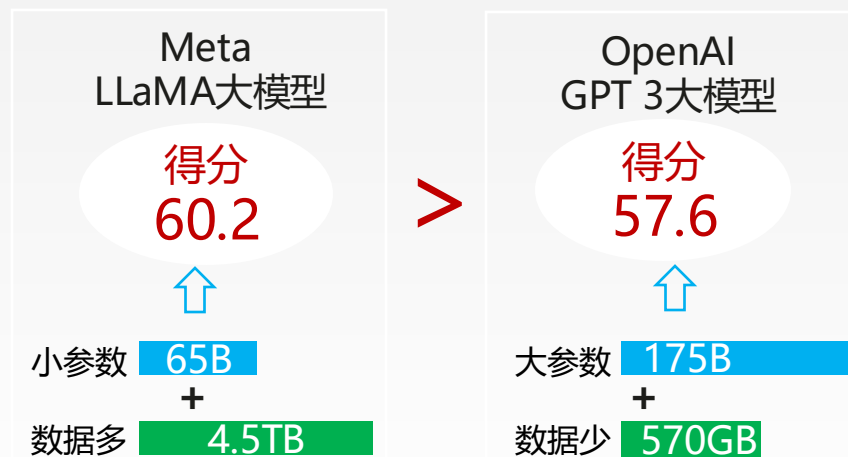 Meta
LLaMA大模型
得分
60.2
小参数 65B
+
数据多 4.5TB
>
OpenAI
GPT 3大模型
得分
57.6
大参数 175B
+
数据少 570GB